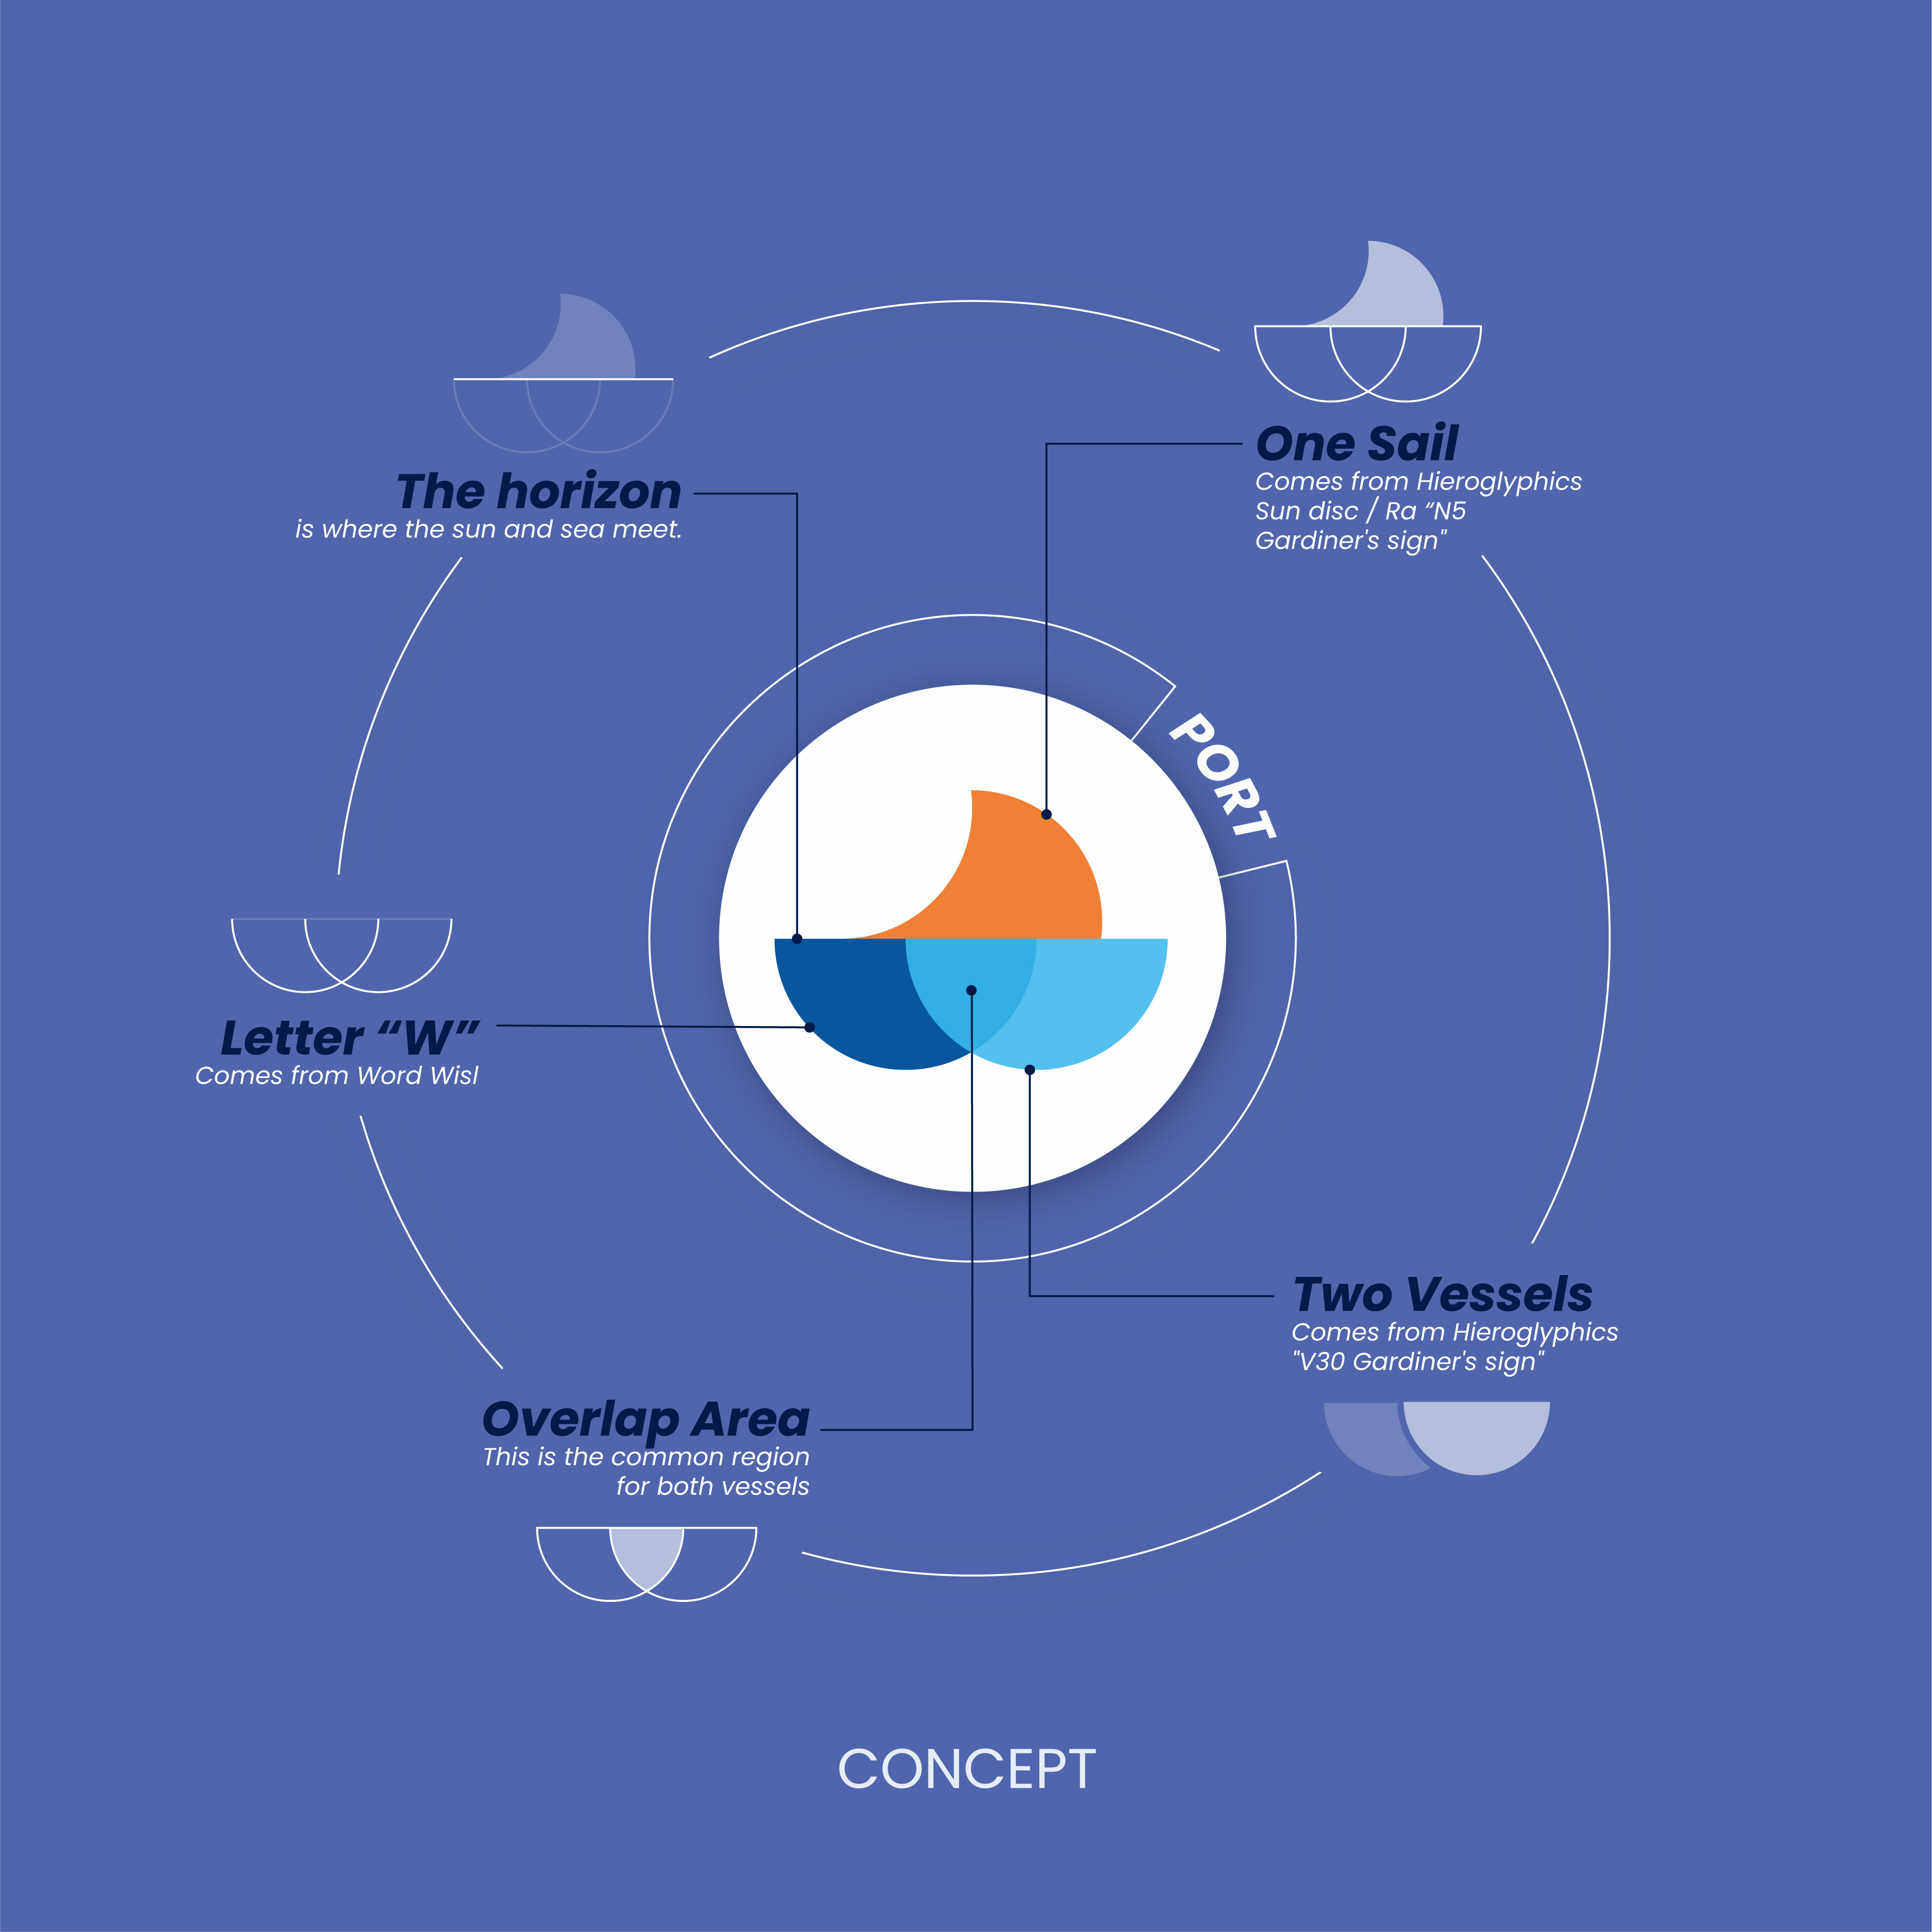 One Sail
Comes from Hieroglyphics
Sun disc / Ra “N5
Gardiner's sign"
The horizon
is where the sun and sea meet.
PORT
Letter “W”
Comes from Word Wisl
Two Vessels
Comes from Hieroglyphics
"V30 Gardiner's sign"
Overlap Area
This is the common region
for both vessels
CONCEPT